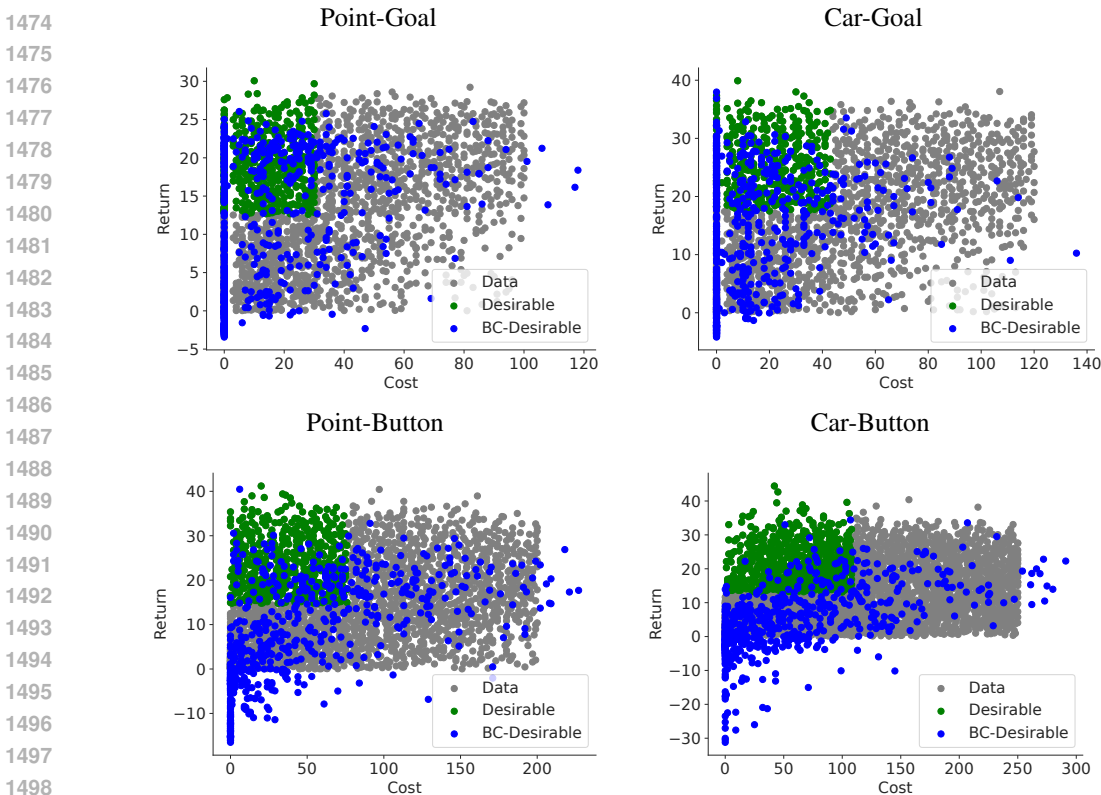 1474
1475
1476
1477
1478
1479
1480
1481
1482
1483
1484
1485
1486
1487
1488
1489
1490
1491
1492
1493
1494
1495
1496
1497
1498
Point-Goal
30
25
20
15
10
5
0
−5
Return
0 20 40 60 80 100 120
Cost
Data
Desirable
BC-Desirable
Car-Goal
40
30
20
10
0
Return
0 20 40 60 80 100 120 140
Cost
Data
Desirable
BC-Desirable
Point-Button
40
30
20
10
0
−10
Return
0 50 100 150 200
Cost
Data
Desirable
BC-Desirable
Car-Button
40
30
20
10
0
−10
−20
−30
Return
0 50 100 150 200 250 300
Cost
Data
Desirable
BC-Desirable